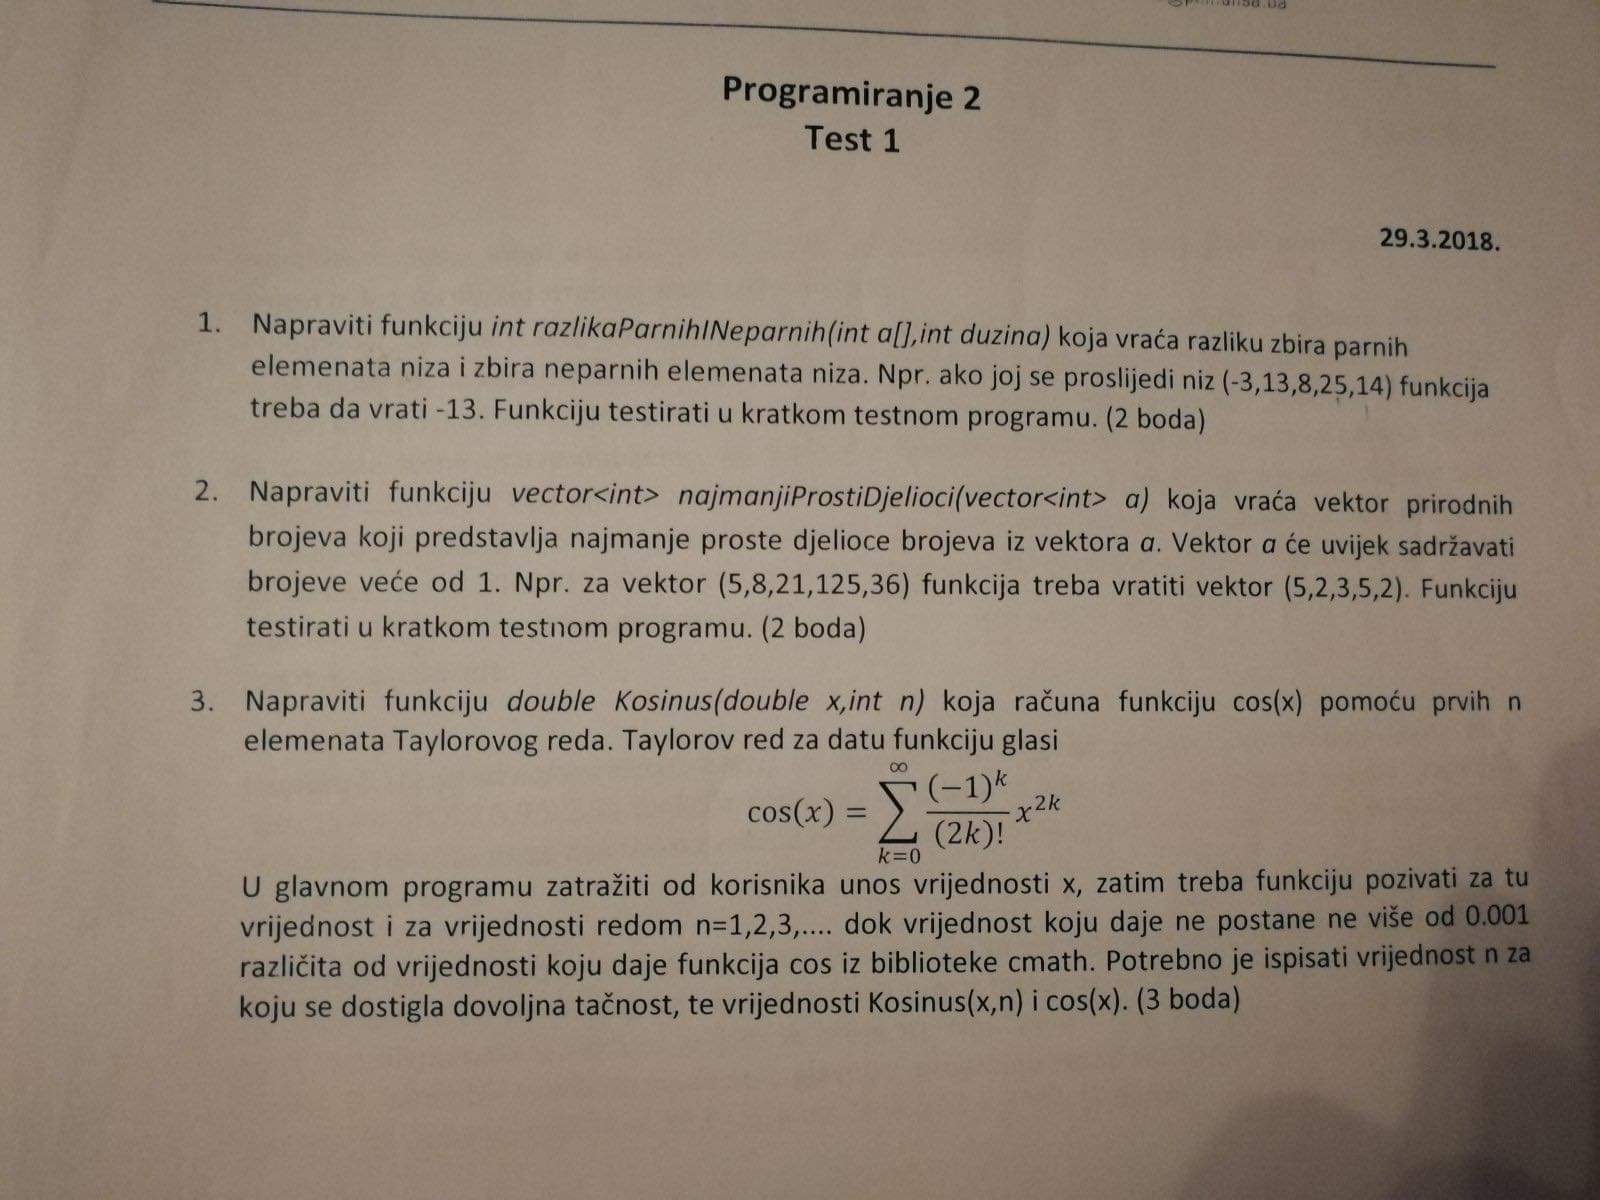 Programiranje 2
Test 1
29.3.2018.
1. Napraviti funkciju int razlikaParnihINeparnih(int a[],int duzina) koja vraća razliku zbira parnih
elemenata niza i zbira neparnih elemenata niza. Npr. ako joj se proslijedi niz (-3,13,8,25,14) funkcija
treba da vrati -13. Funkciju testirati u kratkom testnom programu. (2 boda)
2. Napraviti funkciju vector<int> najmanjiProstiDjelioci(vector<int> a) koja vraća vektor prirodnih
brojeva koji predstavlja najmanje proste djelioce brojeva iz vektora a. Vektor a će uvijek sadržavati
brojeve veće od 1. Npr. za vektor (5,8,21,125,36) funkcija treba vratiti vektor (5,2,3,5,2). Funkciju
testirati u kratkom testnom programu. (2 boda)
3. Napraviti funkciju double Kosinus(double x,int n) koja računa funkciju cos(x) pomoću prvih n
elemenata Taylorovog reda. Taylorov red za datu funkciju glasi
cos(x) = ∑_{k=0}^{∞} (−1)^k / (2k)! x^{2k}
U glavnom programu zatražiti od korisnika unos vrijednosti x, zatim treba funkciju pozivati za tu
vrijednost i za vrijednosti redom n=1,2,3,.... dok vrijednost koju daje ne postane ne više od 0.001
različita od vrijednosti koju daje funkcija cos iz biblioteke cmath. Potrebno je ispisati vrijednost n za
koju se dostigla dovoljna tačnost, te vrijednosti Kosinus(x,n) i cos(x). (3 boda)